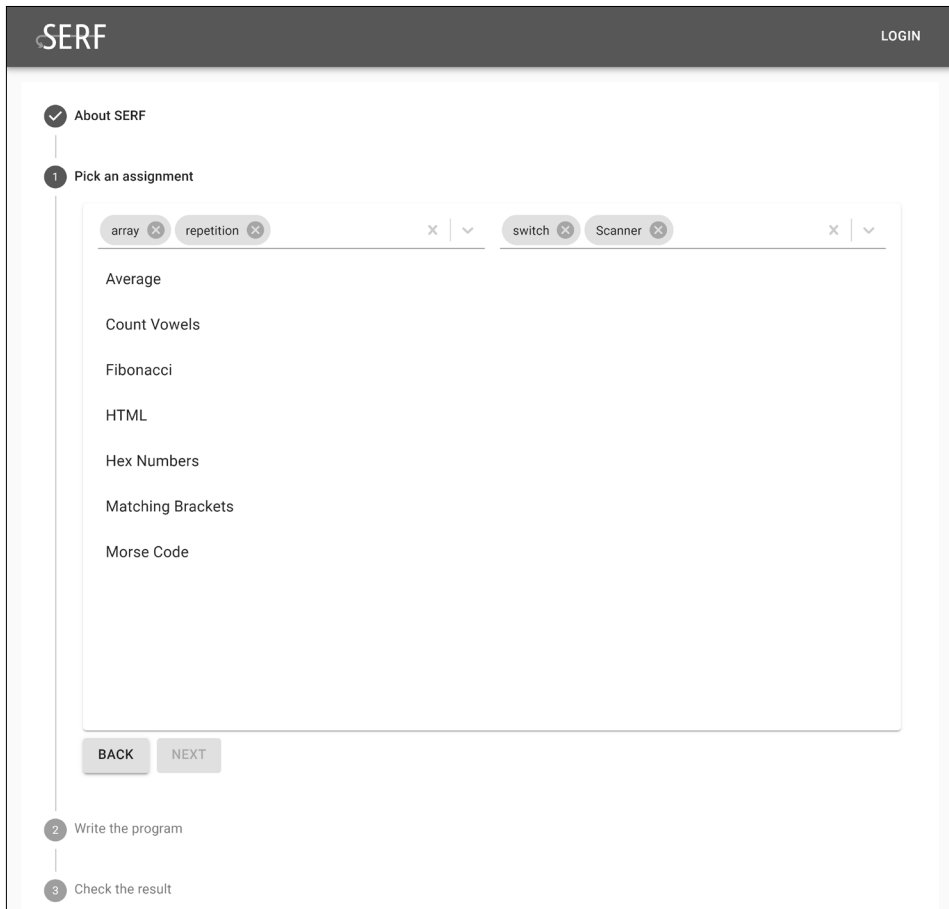 SERF
LOGIN
About SERF
1 Pick an assignment
array repetition switch Scanner
Average
Count Vowels
Fibonacci
HTML
Hex Numbers
Matching Brackets
Morse Code
BACK NEXT
2 Write the program
3 Check the result